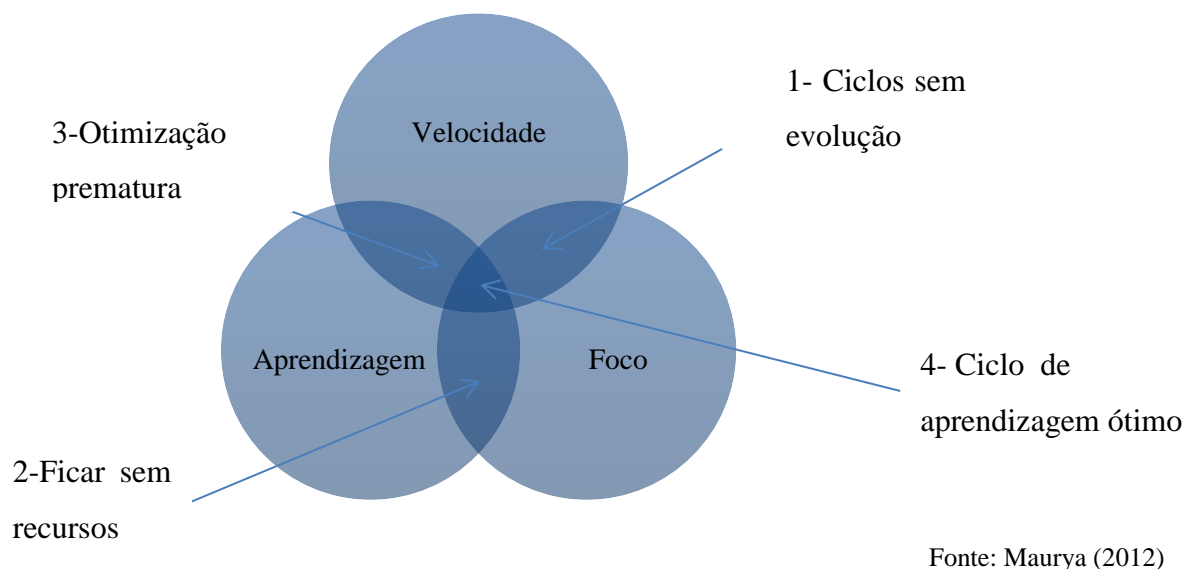 1- Ciclos sem
evolução
3-Otimização
prematura
Velocidade
Aprendizagem
Foco
4- Ciclo de
aprendizagem ótimo
2-Ficar sem
recursos
Fonte: Maurya (2012)